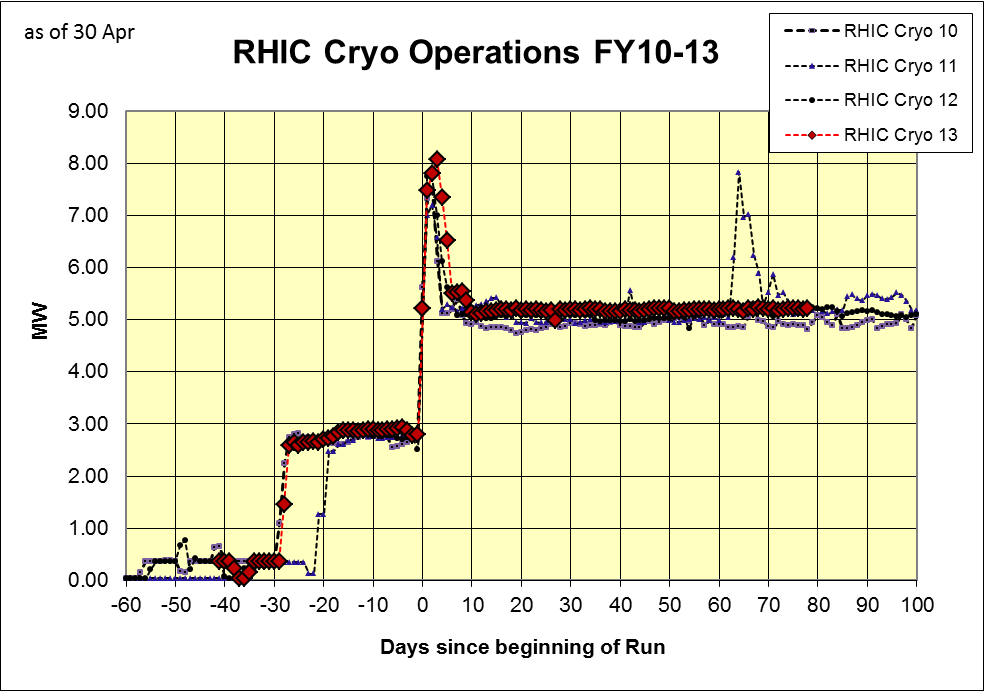 as of 30 Apr
RHIC Cryo Operations FY10-13
RHIC Cryo 10
RHIC Cryo 11
RHIC Cryo 12
RHIC Cryo 13
MW
9.00
8.00
7.00
6.00
5.00
4.00
3.00
2.00
1.00
0.00
-60 -50 -40 -30 -20 -10 0 10 20 30 40 50 60 70 80 90 100
Days since beginning of Run